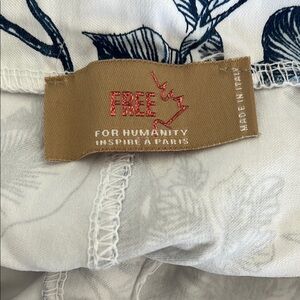 FREE
FOR HUMANITY
INSPIRE A PARIS
MADE IN ITALY